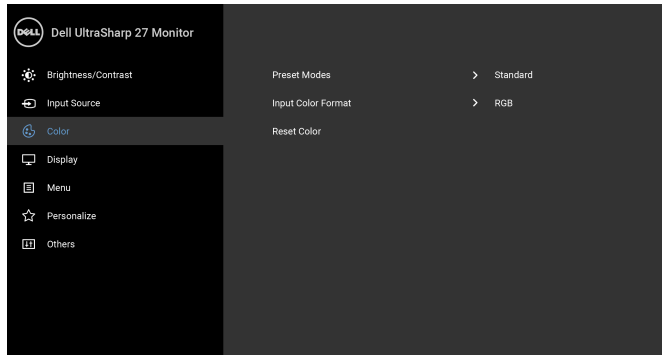 DELL Dell UltraSharp 27 Monitor
Brightness/Contrast
Input Source
Color
Display
Menu
Personalize
Others
Preset Modes Standard
Input Color Format RGB
Reset Color